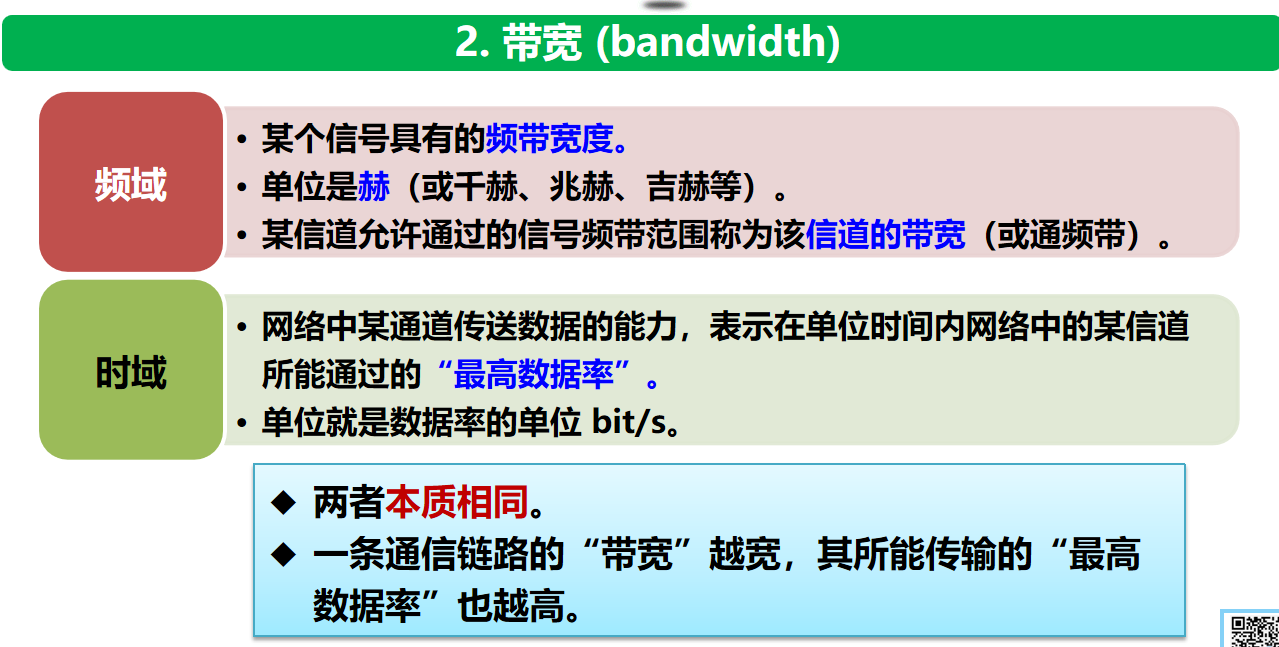 2. 带宽 (bandwidth)
频域
• 某个信号具有的频带宽度。
• 单位是赫（或千赫、兆赫、吉赫等）。
• 某信道允许通过的信号频带范围称为该信道的带宽（或通频带）。
时域
• 网络中某通道传送数据的能力，表示在单位时间内网络中的某信道
所能通过的“最高数据率”。
• 单位就是数据率的单位 bit/s。
◆ 两者本质相同。
◆ 一条通信链路的“带宽”越宽，其所能传输的“最高
数据率”也越高。